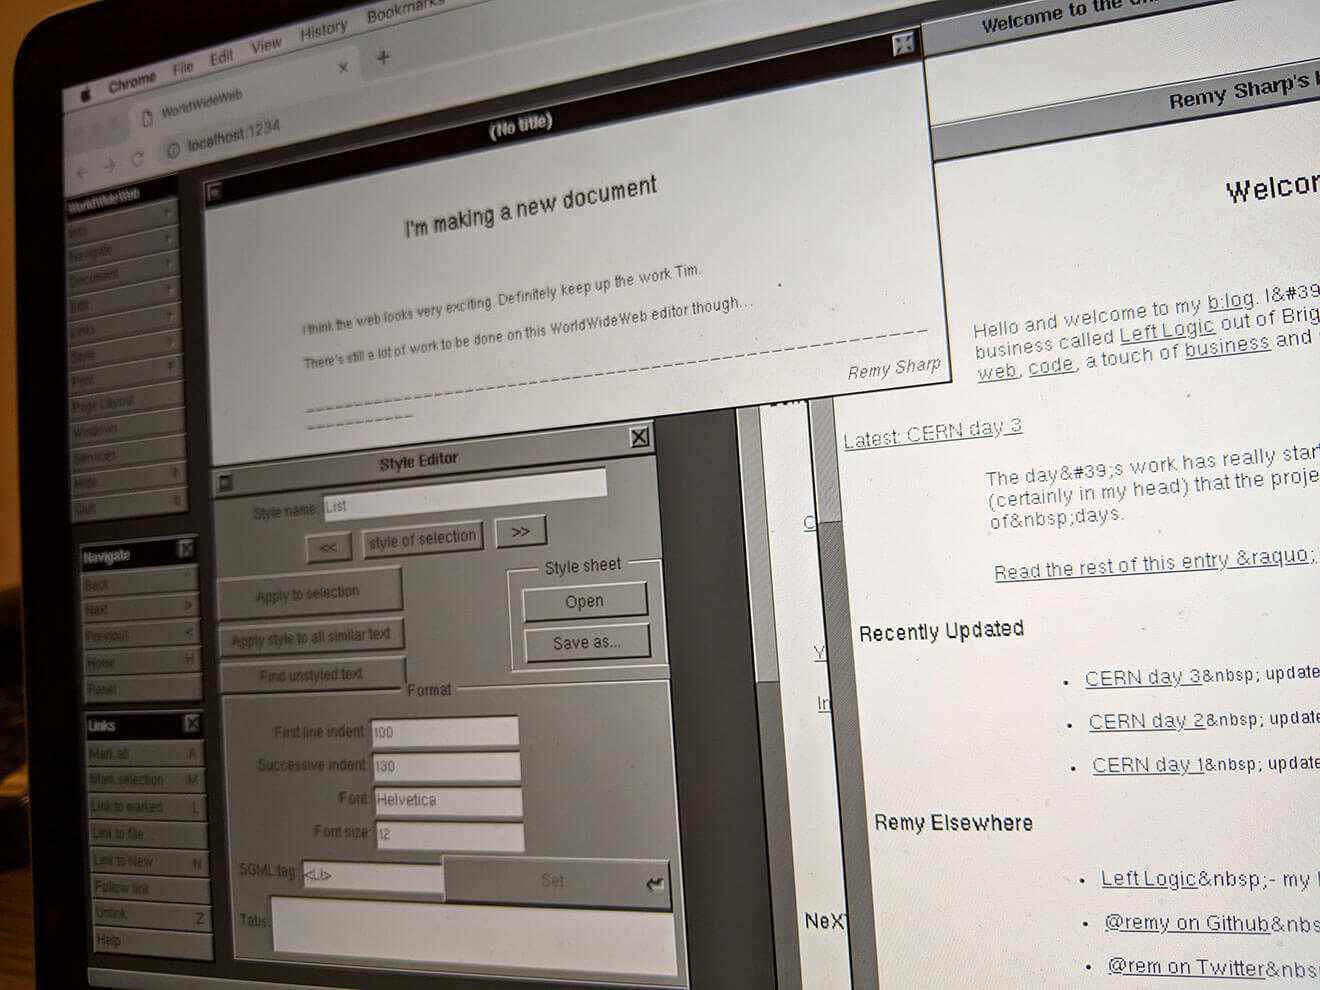 Chrome File Edit View History Bookmarks
WorldWideWeb
localhost:1234
WorldWideWeb
Info
Navigate
Document
Edit
Links
Style
Print P
Page Layout
Windows
Services
Hide h
Quit q
Navigate
Back
Next >
Previous <
Home H
Panel
Links
Mark all A
Mark selection M
Link to marked L
Link to file...
Link to New N
Follow link
Unlink Z
Help
(No title)
I'm making a new document
I think the web looks very exciting. Definitely keep up the work Tim.
There's still a lot of work to be done on this WorldWideWeb editor though...
Remy Sharp
Style Editor
Style name: List
<< style of selection >>
Apply to selection
Apply style to all similar text
Find unstyled text
Style sheet
Open
Save as...
Format
First line indent: 100
Successive indent: 130
Font: Helvetica
Font size: 12
SGML tag: <LI>
Set
Tabs:
Welcome to the
Remy Sharp's
Welcom
Hello and welcome to my b:log. I&#39
business called Left Logic out of Brig
web, code, a touch of business and
Latest: CERN day 3
The day&#39;s work has really start
(certainly in my head) that the proje
of&nbsp;days.
Read the rest of this entry &raquo;
Recently Updated
• CERN day 3&nbsp; update
• CERN day 2&nbsp; update
• CERN day 1&nbsp; update
Remy Elsewhere
• Left Logic&nbsp;- my
• @remy on Github&nbs
• @rem on Twitter&nbs
NeX